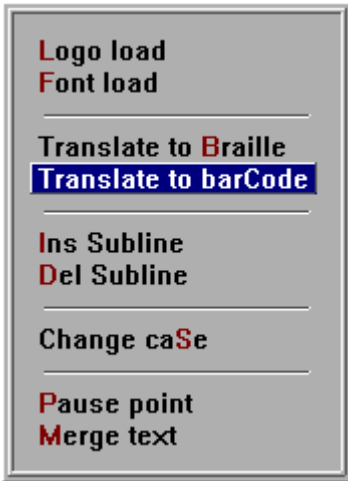 Logo load
Font load
Translate to Braille
Translate to barCode
Ins Subline
Del Subline
Change caSe
Pause point
Merge text